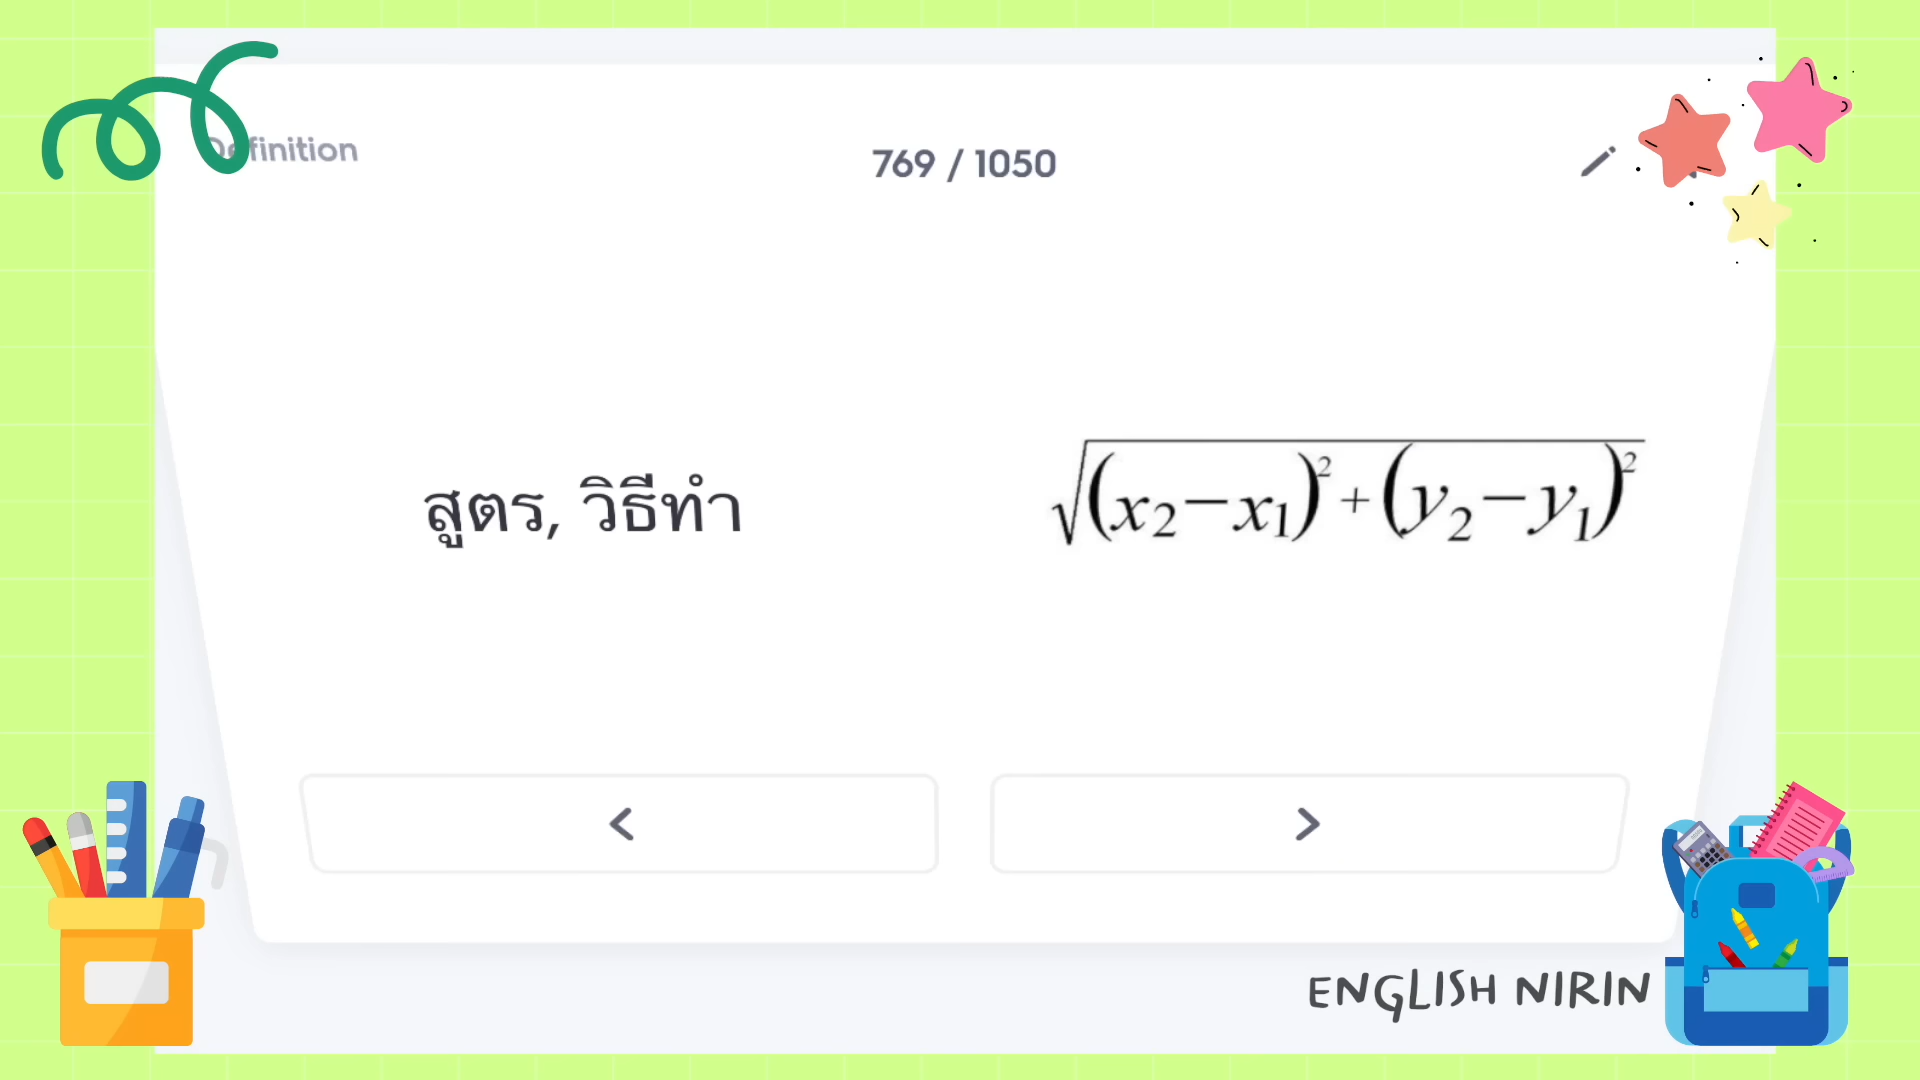 Definition
769 / 1050
สูตร, วิธีทำ
√(x₂−x₁)² + (y₂−y₁)²
ENGLISH NIRIN